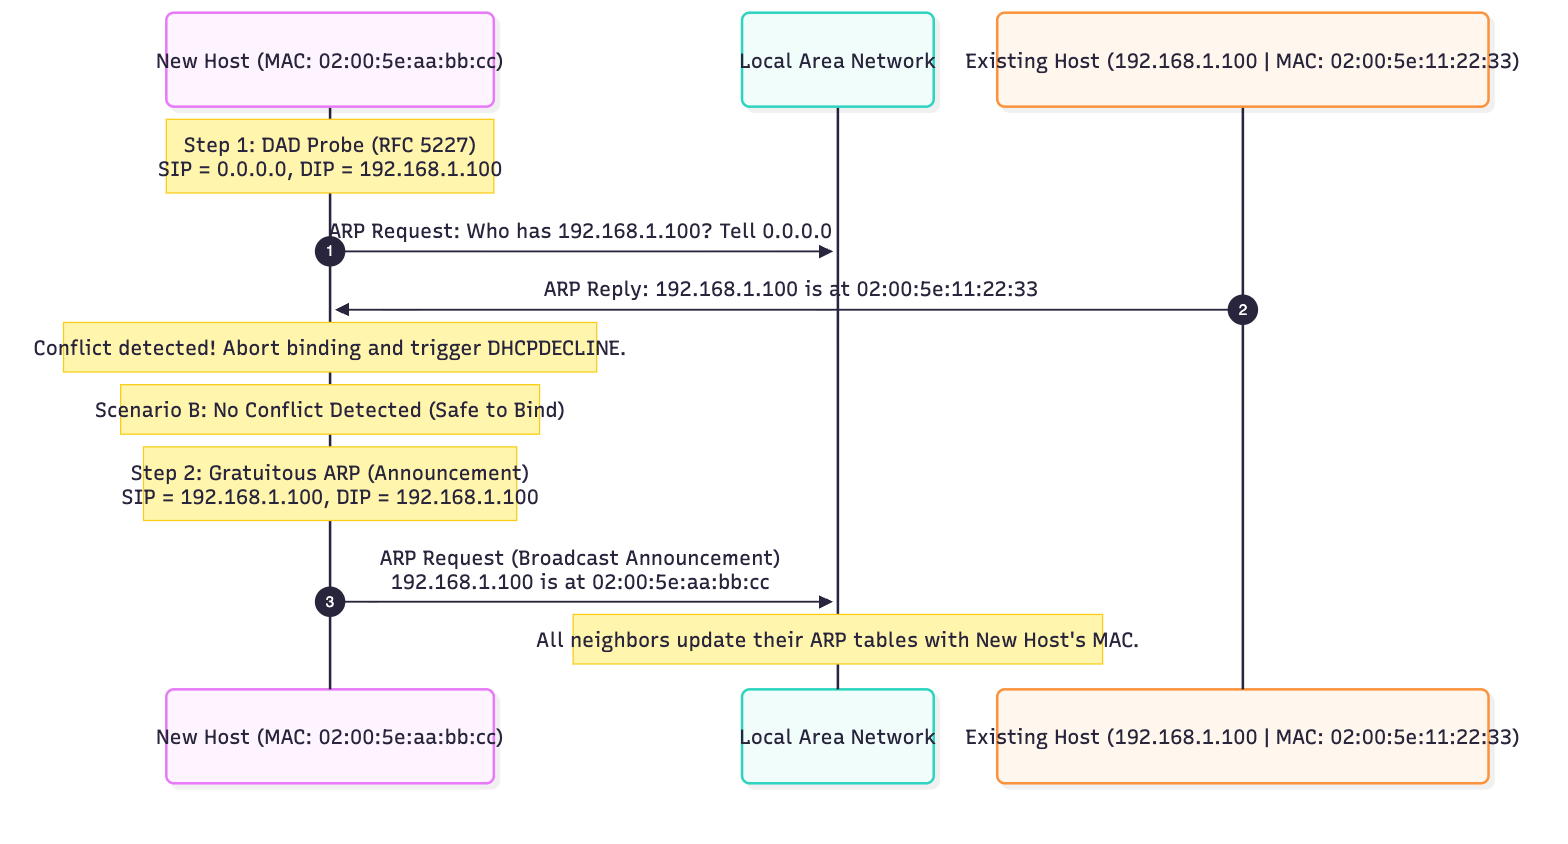 New Host (MAC: 02:00:5e:aa:bb:cc)
Local Area Network
Existing Host (192.168.1.100 | MAC: 02:00:5e:11:22:33)
Step 1: DAD Probe (RFC 5227)
SIP = 0.0.0.0, DIP = 192.168.1.100
ARP Request: Who has 192.168.1.100? Tell 0.0.0.0
1
ARP Reply: 192.168.1.100 is at 02:00:5e:11:22:33
2
Conflict detected! Abort binding and trigger DHCPDECLINE.
Scenario B: No Conflict Detected (Safe to Bind)
Step 2: Gratuitous ARP (Announcement)
SIP = 192.168.1.100, DIP = 192.168.1.100
ARP Request (Broadcast Announcement)
192.168.1.100 is at 02:00:5e:aa:bb:cc
3
All neighbors update their ARP tables with New Host's MAC.
New Host (MAC: 02:00:5e:aa:bb:cc)
Local Area Network
Existing Host (192.168.1.100 | MAC: 02:00:5e:11:22:33)